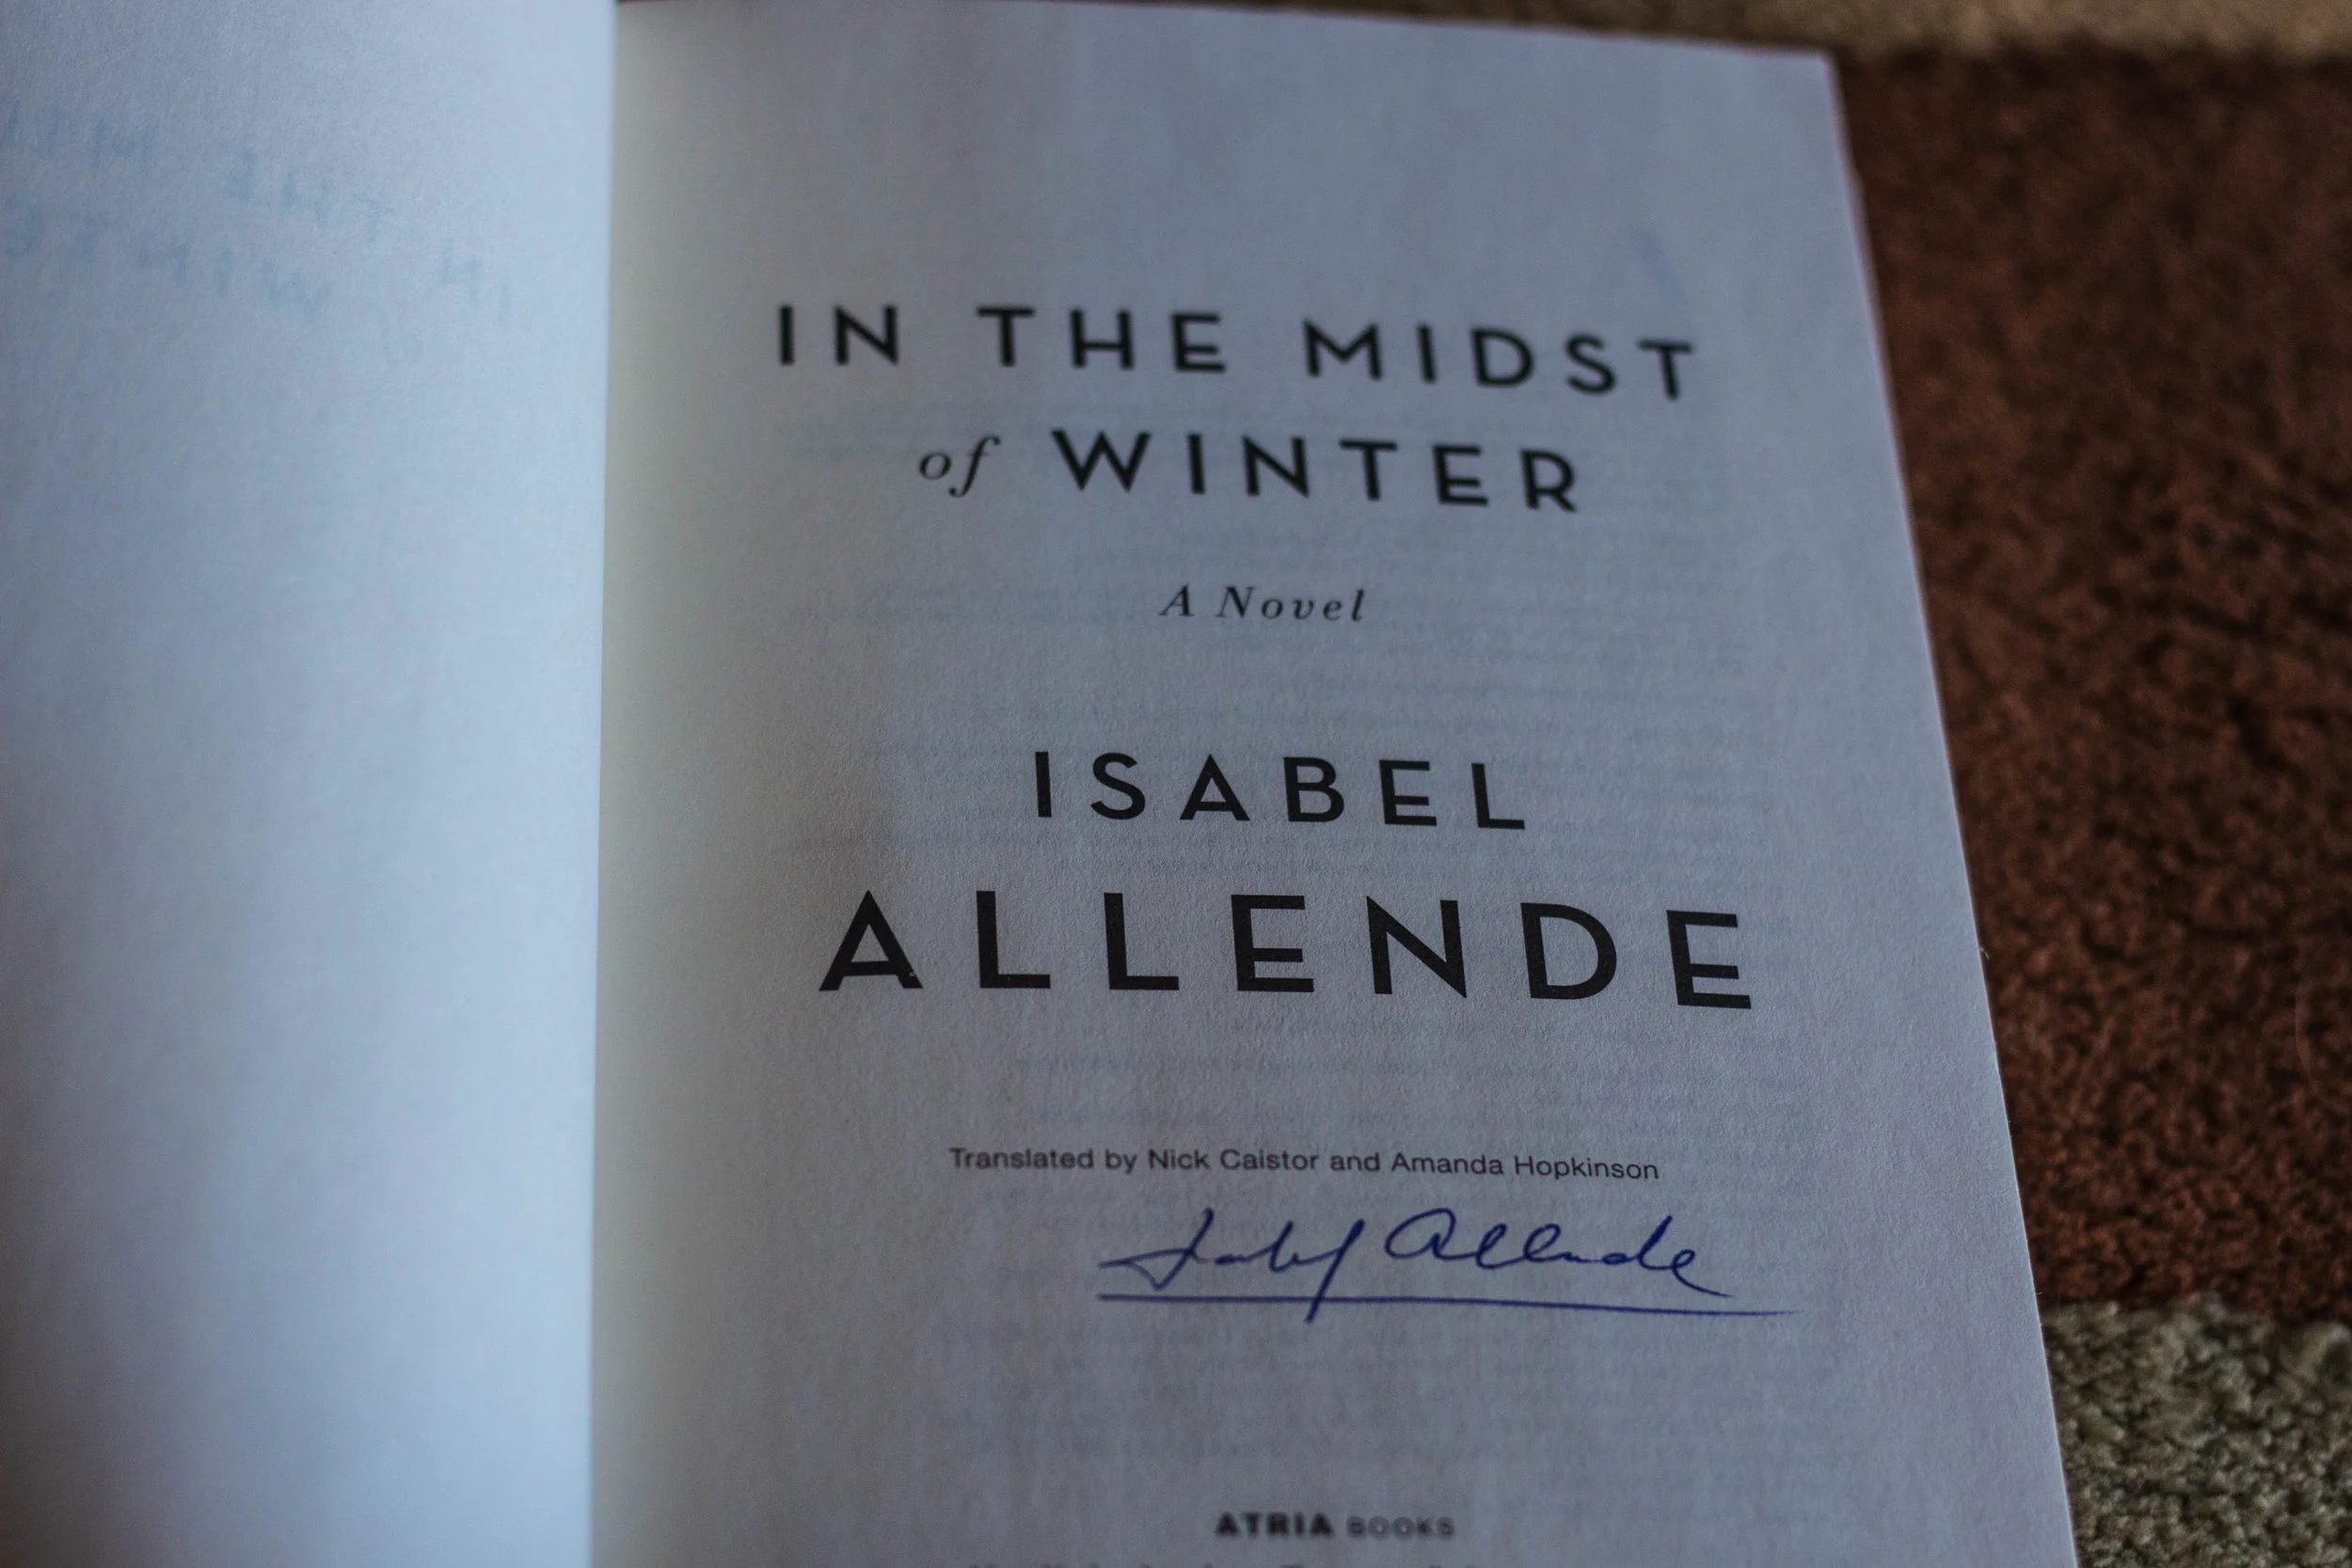 IN THE MIDST
of WINTER
A Novel
ISABEL
ALLENDE
Translated by Nick Caistor and Amanda Hopkinson
Isabel Allende
ATRIA BOOKS